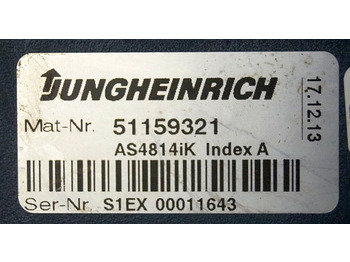 JUNGHEINRICH
Mat-Nr. 51159321
AS4814iK Index A
Ser-Nr. S1EX 00011643
17.12.13